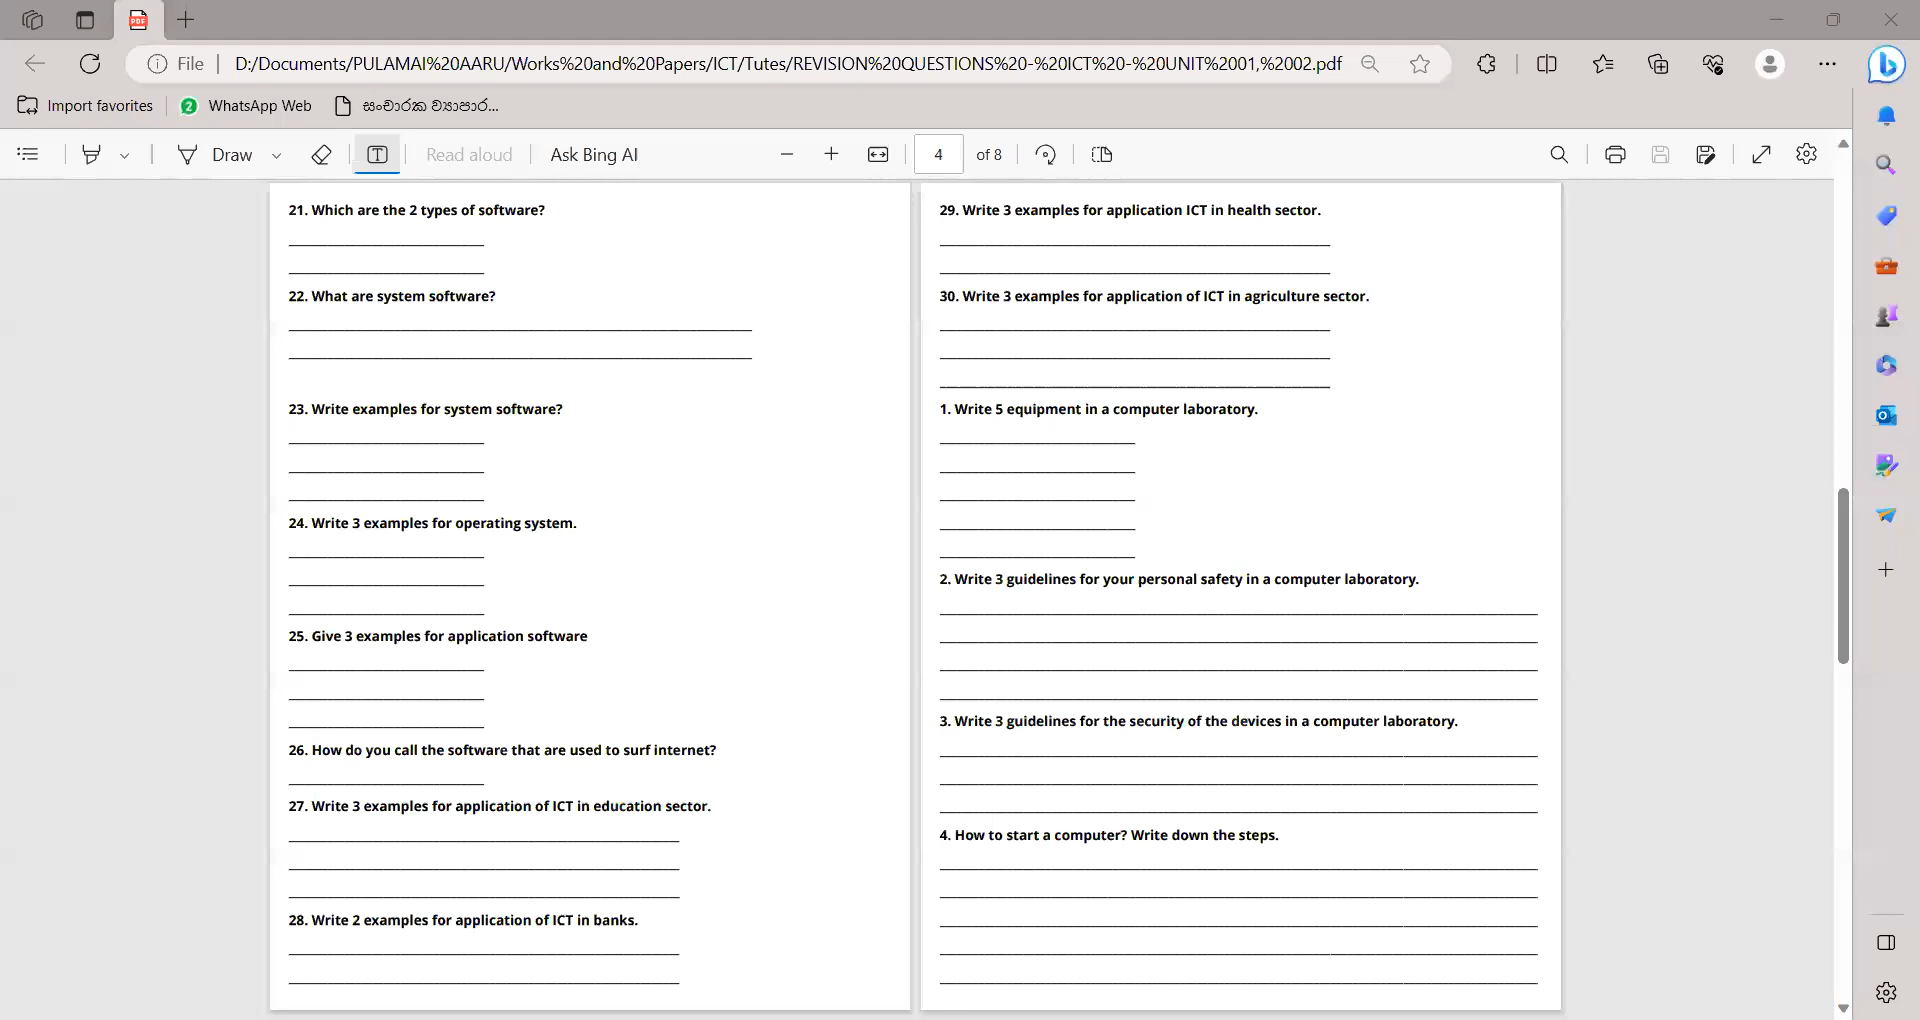 File
D:/Documents/PULAMAI%20AARU/Works%20and%20Papers/ICT/Tutes/REVISION%20QUESTIONS%20-%20ICT%20-%20UNIT%2001,%2002.pdf
Import favorites
2
WhatsApp Web
සංචාරක ව්‍යාපාර...
Draw
Read aloud
Ask Bing AI
4
of 8
21. Which are the 2 types of software?
22. What are system software?
23. Write examples for system software?
24. Write 3 examples for operating system.
25. Give 3 examples for application software
26. How do you call the software that are used to surf internet?
27. Write 3 examples for application of ICT in education sector.
28. Write 2 examples for application of ICT in banks.
29. Write 3 examples for application ICT in health sector.
30. Write 3 examples for application of ICT in agriculture sector.
1. Write 5 equipment in a computer laboratory.
2. Write 3 guidelines for your personal safety in a computer laboratory.
3. Write 3 guidelines for the security of the devices in a computer laboratory.
4. How to start a computer? Write down the steps.